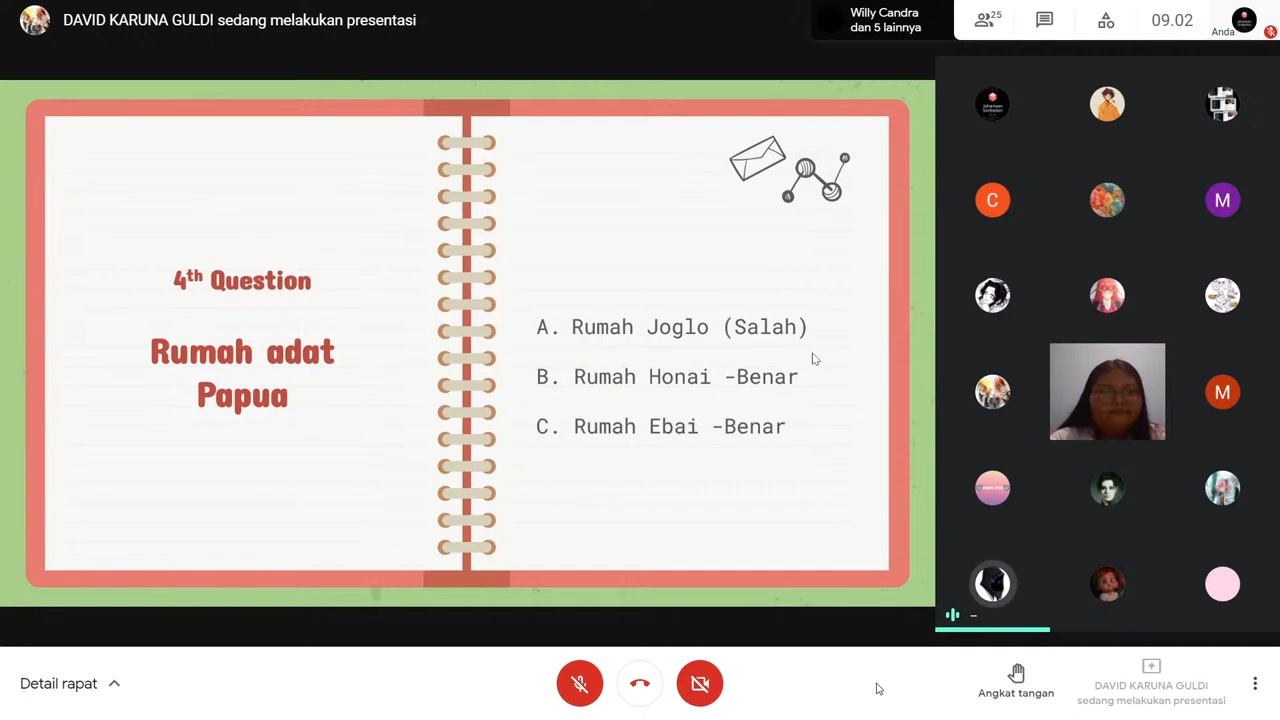 DAVID KARUNA GULDI sedang melakukan presentasi
Willy Candra
dan 5 lainnya
25
09.02
Anda
4th Question
Rumah adat
Papua
A. Rumah Joglo (Salah)
B. Rumah Honai -Benar
C. Rumah Ebai -Benar
C
M
M
–
Detail rapat
Angkat tangan
DAVID KARUNA GULDI
sedang melakukan presentasi